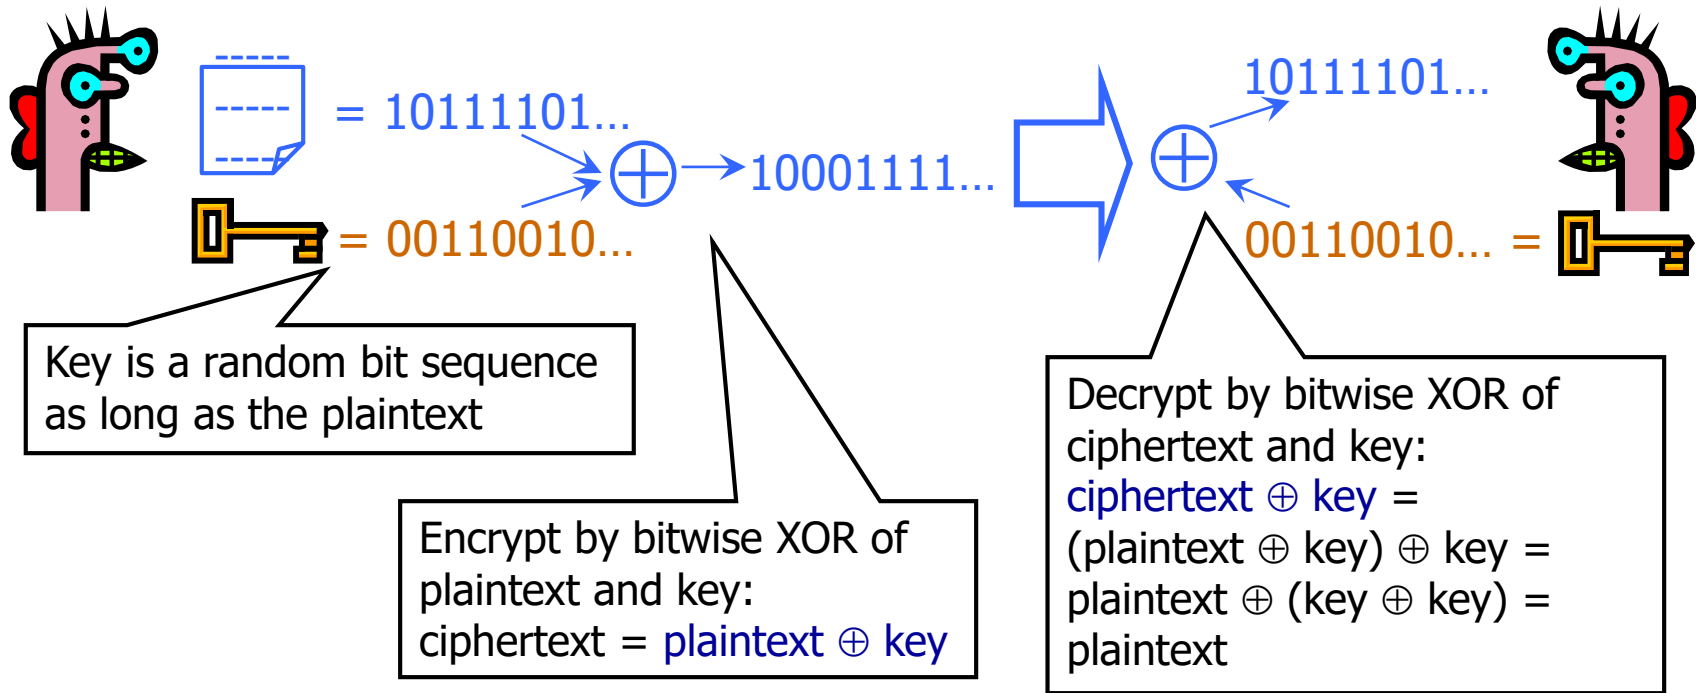 = 10111101…
= 00110010…
10001111…
10111101…
00110010… =
Key is a random bit sequence
as long as the plaintext
Encrypt by bitwise XOR of
plaintext and key:
ciphertext = plaintext ⊕ key
Decrypt by bitwise XOR of
ciphertext and key:
ciphertext ⊕ key =
(plaintext ⊕ key) ⊕ key =
plaintext ⊕ (key ⊕ key) =
plaintext